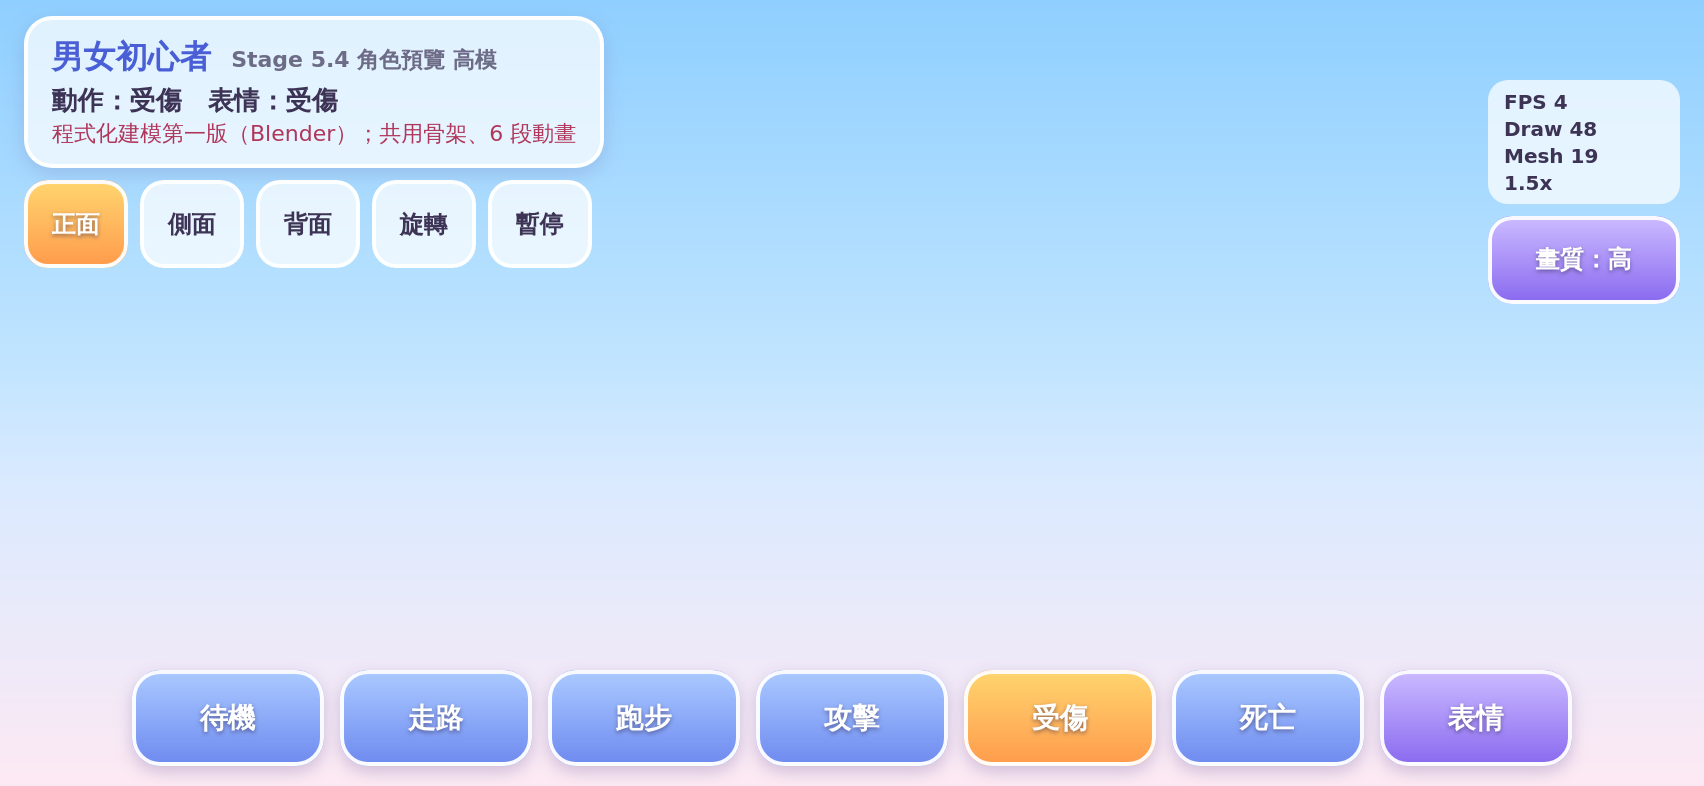 男女初心者 Stage 5.4 角色預覽 高模
動作：受傷　表情：受傷
程式化建模第一版（Blender）；共用骨架、6 段動畫
正面
側面
背面
旋轉
暫停
FPS 4
Draw 48
Mesh 19
1.5x
畫質：高
待機
走路
跑步
攻擊
受傷
死亡
表情